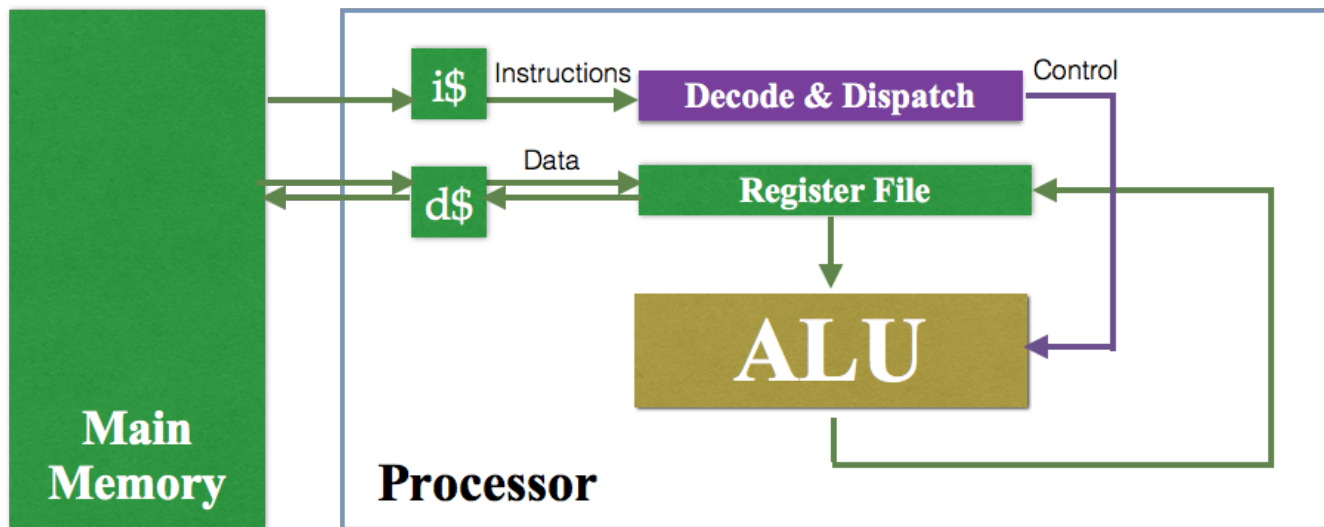 i$
Instructions
Decode & Dispatch
Control
d$
Data
Register File
ALU
Main
Memory
Processor